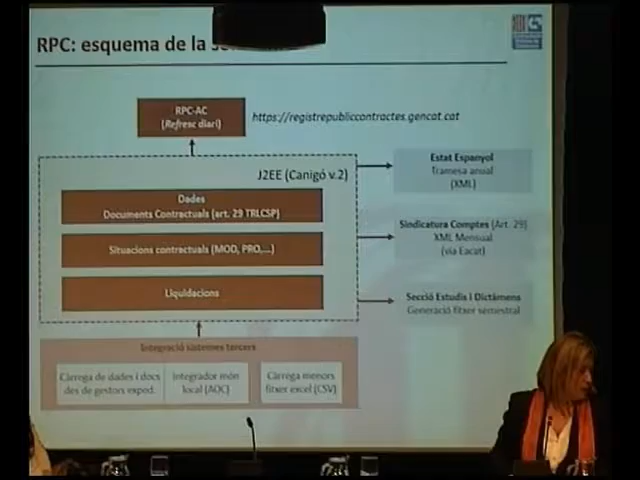 RPC: esquema de la
RPC-AC
(Refresc diari)
https://registrepubliccontractes.gencat.cat
J2EE (Canigó v.2)
Dades
Documents Contractuals (art. 29 TRLCSP)
Situacions contractuals (MOD, PRO,...)
Liquidacions
Estat Espanyol
Tramesa anual
(XML)
Sindicatura Comptes (Art. 29)
XML Mensual
(via Eacat)
Secció Estudis i Dictàmens
Generació fitxer semestral
Integració sistemes tercers
Càrrega de dades i docs
des de gestors exped.
Integrador món
local (AOC)
Càrrega menors
fitxer excel (CSV)